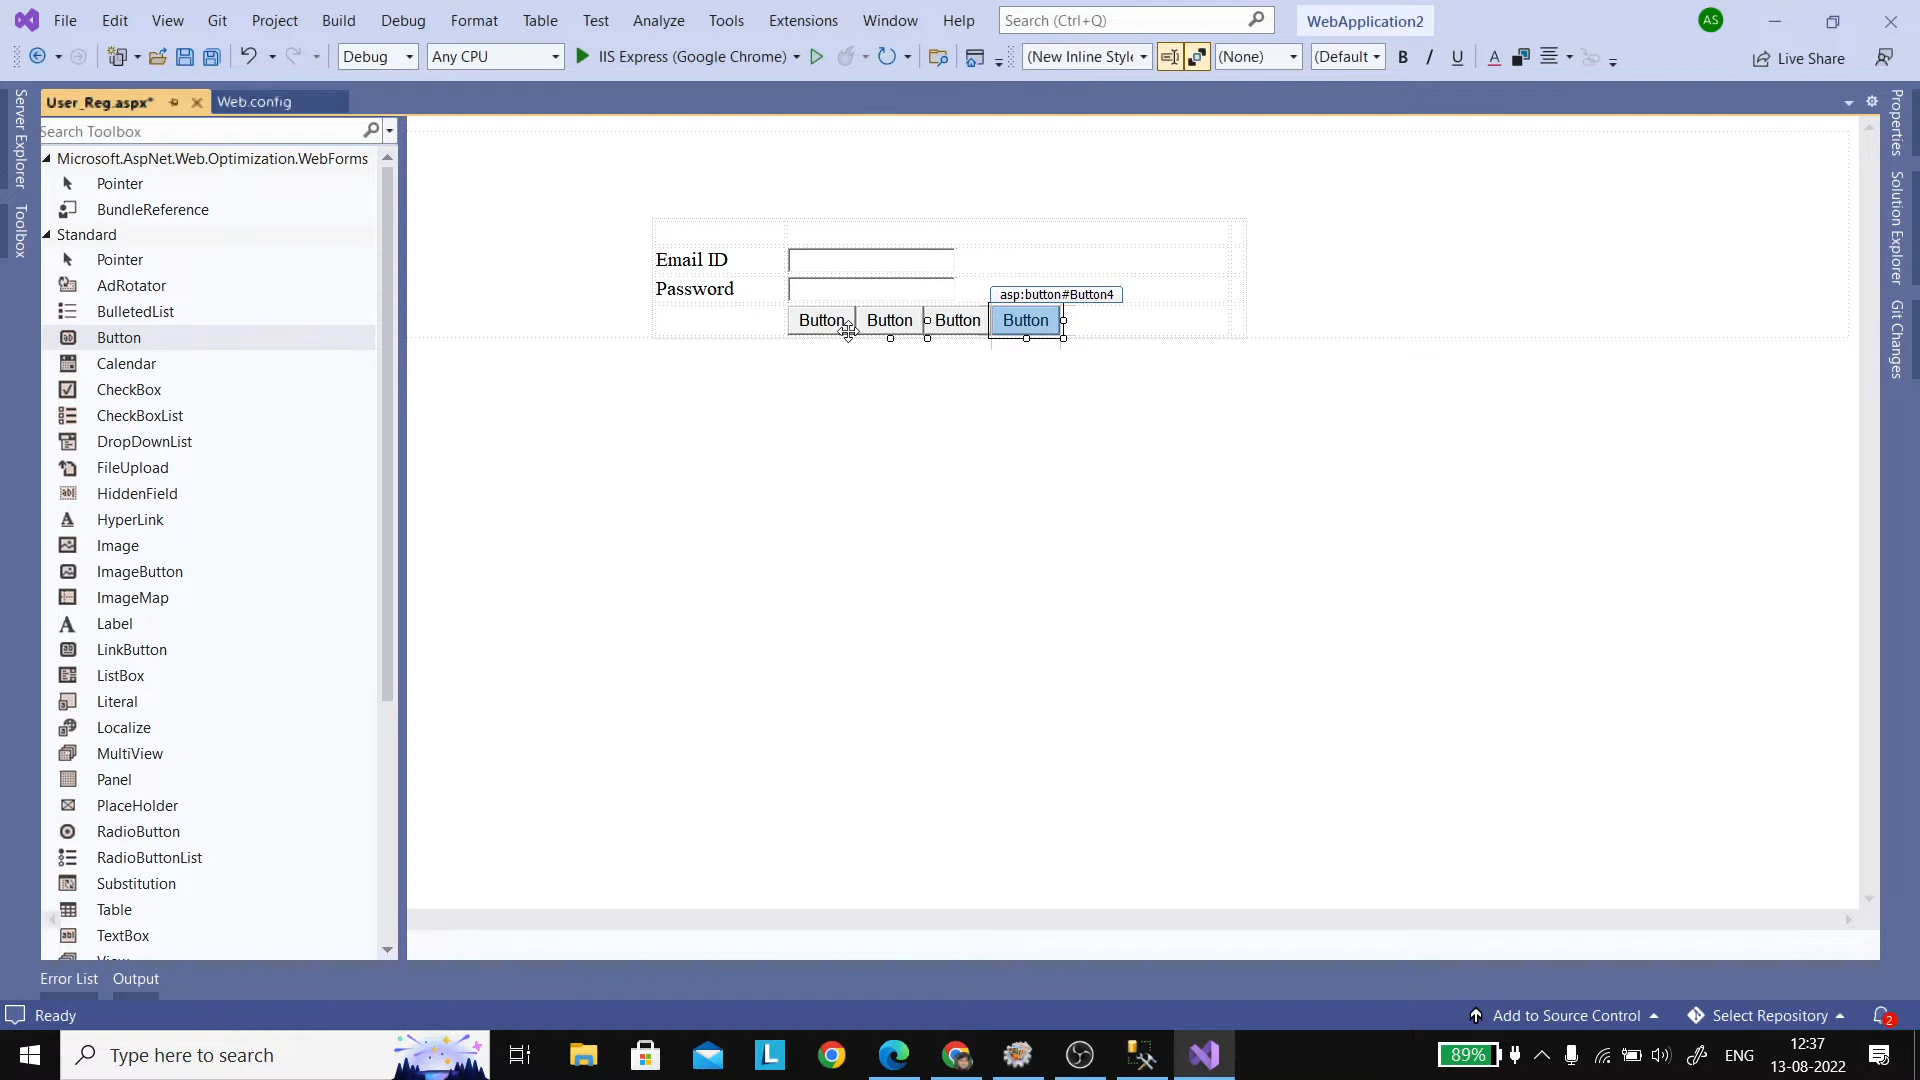 File Edit View Git Project Build Debug Format Table Test Analyze Tools Extensions Window Help Search (Ctrl+Q) WebApplication2 AS
Debug Any CPU IIS Express (Google Chrome) (New Inline Style (None) (Default B I U A Live Share
User_Reg.aspx* Web.config
Server Explorer
Toolbox
Search Toolbox
Microsoft.AspNet.Web.Optimization.WebForms
Pointer
BundleReference
Standard
Pointer
AdRotator
BulletedList
Button
Calendar
CheckBox
CheckBoxList
DropDownList
FileUpload
HiddenField
HyperLink
Image
ImageButton
ImageMap
Label
LinkButton
ListBox
Literal
Localize
MultiView
Panel
PlaceHolder
RadioButton
RadioButtonList
Substitution
Table
TextBox
View
Email ID
Password
asp:button#Button4
Button Button Button Button
Properties
Solution Explorer
Git Changes
Error List Output
Ready Add to Source Control Select Repository 2
Type here to search L 89% ENG 12:37
13-08-2022